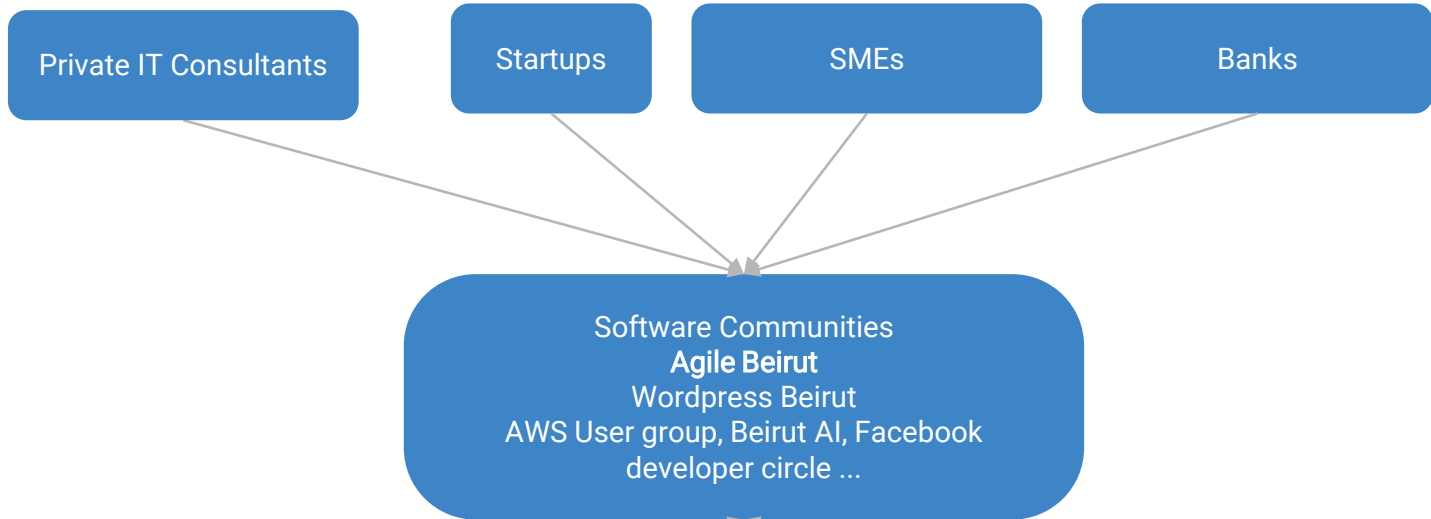 Private IT Consultants
Startups
SMEs
Banks
Software Communities
Agile Beirut
Wordpress Beirut
AWS User group, Beirut AI, Facebook
developer circle ...